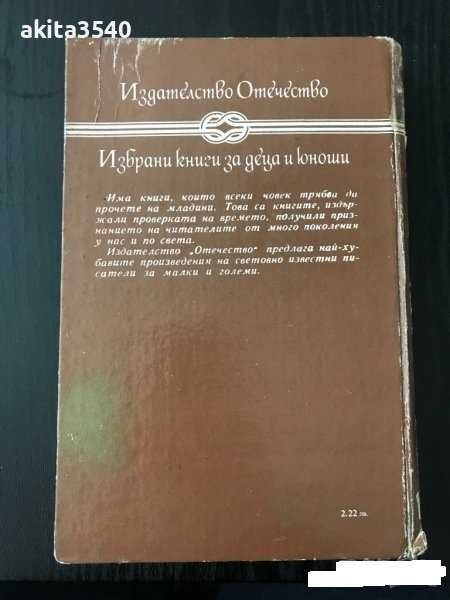 akita3540
Издателство Отечество
Избрани книги за деца и юноши
Има книги, които всеки човек трябва да
прочете на младини. Това са книгите, издър-
жали проверката на времето, получили приз-
нанието на читателите от много поколения
у нас и по света.
Издателство „Отечество“ предлага най-ху-
бавите произведения на световно известни пи-
сатели за малки и големи.
2.22 лв.